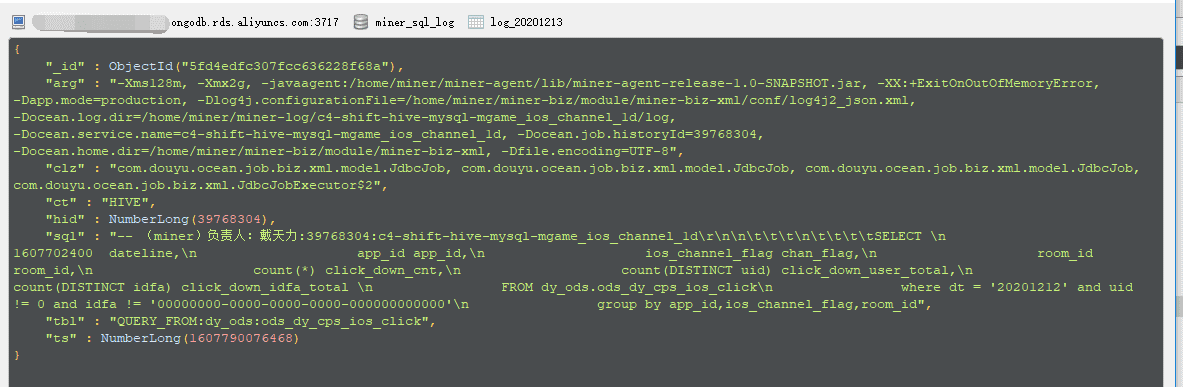 ongodb.rds.aliyuncs.com:3717 miner_sql_log log_20201213
{
"_id" : ObjectId("5fd4edfc307fcc636228f68a"),
"arg" : "-Xms128m, -Xmx2g, -javaagent:/home/miner/miner-agent/lib/miner-agent-release-1.0-SNAPSHOT.jar, -XX:+ExitOnOutOfMemoryError,
-Dapp.mode=production, -Dlog4j.configurationFile=/home/miner/miner-biz/module/miner-biz-xml/conf/log4j2_json.xml,
-Docean.log.dir=/home/miner/miner-log/c4-shift-hive-mysql-mgame_ios_channel_1d/log,
-Docean.service.name=c4-shift-hive-mysql-mgame_ios_channel_1d, -Docean.job.historyId=39768304,
-Docean.home.dir=/home/miner/miner-biz/module/miner-biz-xml, -Dfile.encoding=UTF-8",
"clz" : "com.douyu.ocean.job.biz.xml.model.JdbcJob, com.douyu.ocean.job.biz.xml.model.JdbcJob, com.douyu.ocean.job.biz.xml.model.JdbcJob,
com.douyu.ocean.job.biz.xml.JdbcJobExecutor$2",
"ct" : "HIVE",
"hid" : NumberLong(39768304),
"sql" : "-- （miner）负责人：戴天力:39768304:c4-shift-hive-mysql-mgame_ios_channel_1d\r\n\n\t\t\t\n\t\t\t\tSELECT \n
1607702400 dateline,\n app_id app_id,\n ios_channel_flag chan_flag,\n room_id
room_id,\n count(*) click_down_cnt,\n count(DISTINCT uid) click_down_user_total,\n
count(DISTINCT idfa) click_down_idfa_total \n FROM dy_ods.ods_dy_cps_ios_click\n where dt = '20201212' and uid
!= 0 and idfa != '00000000-0000-0000-0000-000000000000'\n group by app_id,ios_channel_flag,room_id",
"tbl" : "QUERY_FROM:dy_ods:ods_dy_cps_ios_click",
"ts" : NumberLong(1607790076468)
}